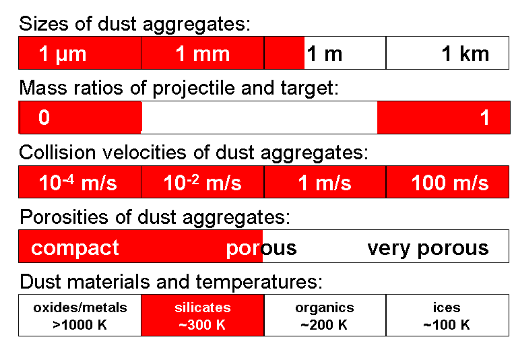 Sizes of dust aggregates:
1 µm 1 mm 1 m 1 km
Mass ratios of projectile and target:
0 1
Collision velocities of dust aggregates:
10⁻⁴ m/s 10⁻² m/s 1 m/s 100 m/s
Porosities of dust aggregates:
compact porous very porous
Dust materials and temperatures:
oxides/metals silicates organics ices
>1000 K ~300 K ~200 K ~100 K